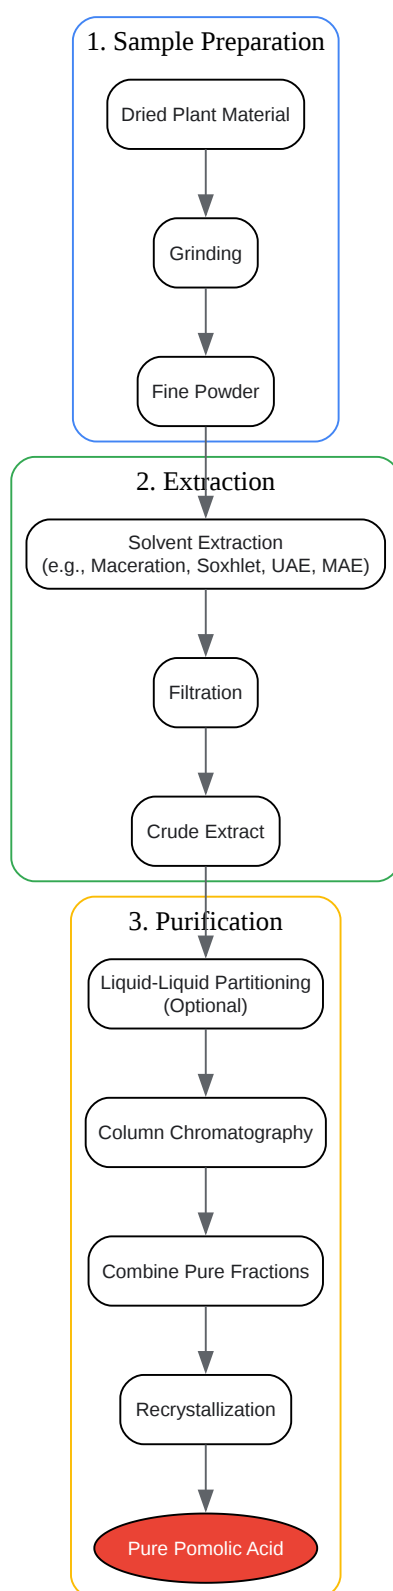 1. Sample Preparation
Dried Plant Material
Grinding
Fine Powder
2. Extraction
Solvent Extraction
(e.g., Maceration, Soxhlet, UAE, MAE)
Filtration
Crude Extract
3. Purification
Liquid-Liquid Partitioning
(Optional)
Column Chromatography
Combine Pure Fractions
Recrystallization
Pure Pomolic Acid